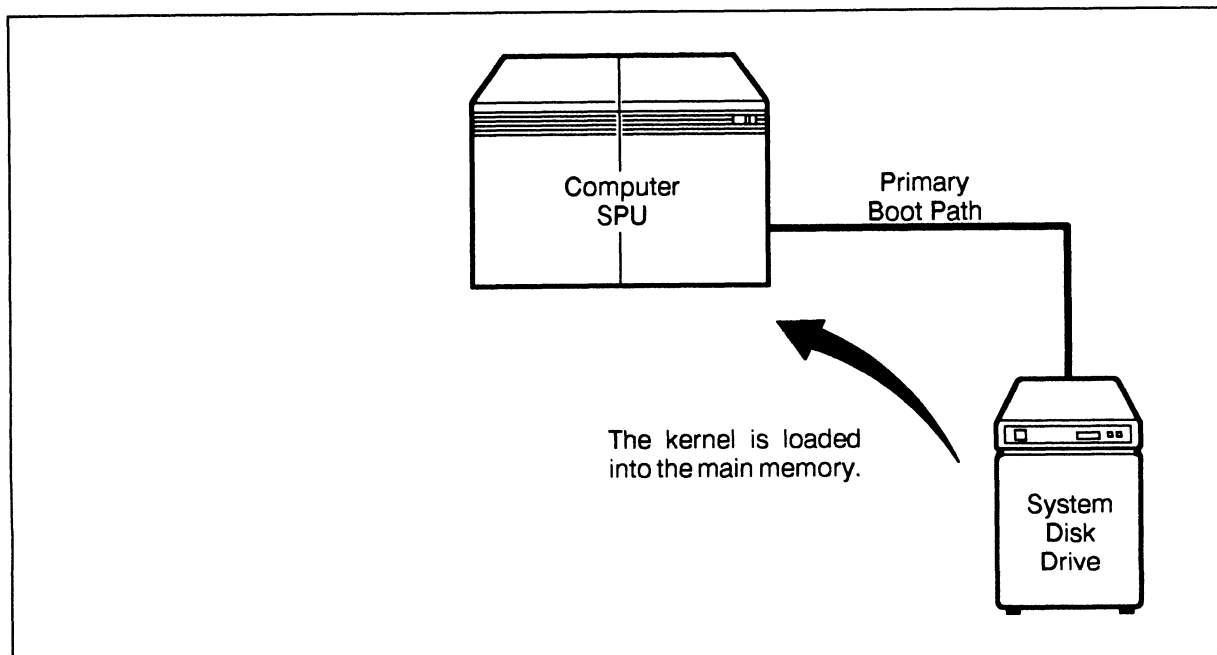 Computer
SPU
Primary
Boot Path
The kernel is loaded
into the main memory.
System
Disk
Drive